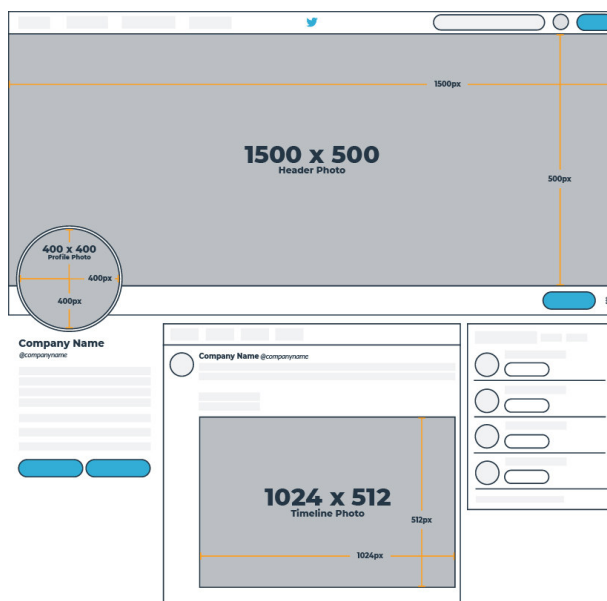 1500px
1500 x 500
Header Photo
500px
400 x 400
Profile Photo
400px
400px
Company Name
@companyname
Company Name @companyname
1024 x 512
Timeline Photo
512px
1024px